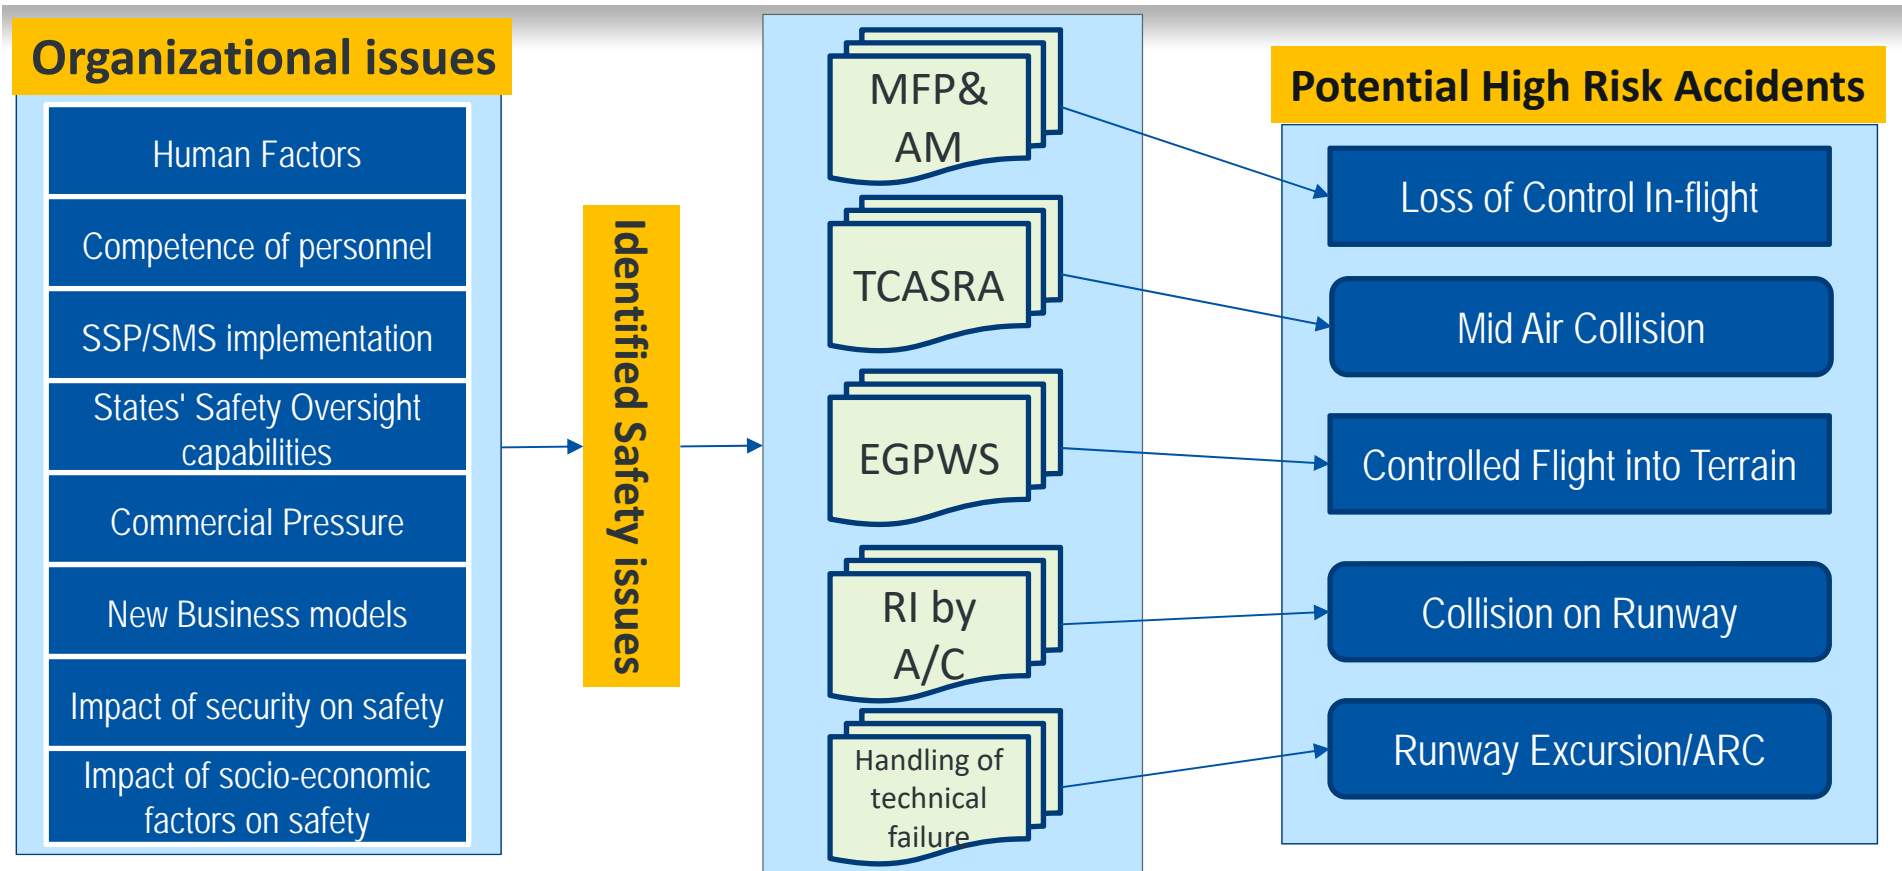 Organizational issues
Human Factors
Competence of personnel
SSP/SMS implementation
States' Safety Oversight
capabilities
Commercial Pressure
New Business models
Impact of security on safety
Impact of socio-economic
factors on safety
Identified Safety issues
MFP&
AM
TCASRA
EGPWS
RI by
A/C
Handling of
technical
failure
Potential High Risk Accidents
Loss of Control In-flight
Mid Air Collision
Controlled Flight into Terrain
Collision on Runway
Runway Excursion/ARC